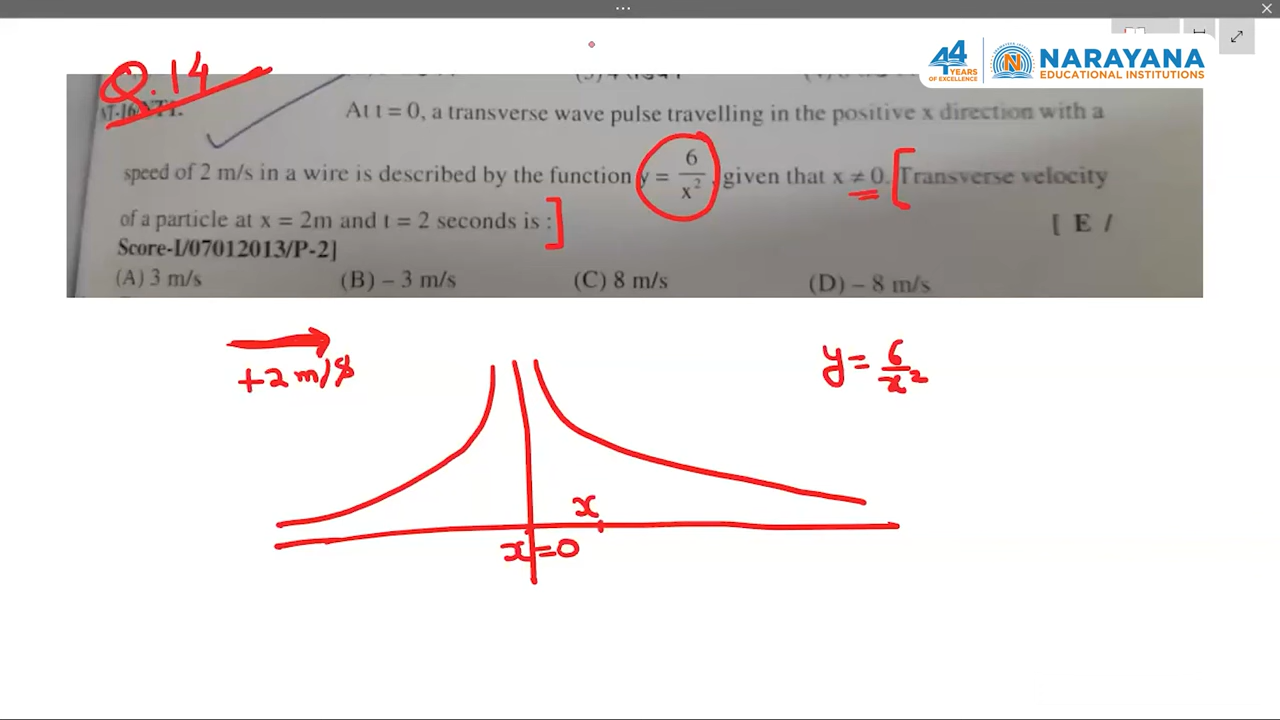 44
YEARS
OF EXCELLENCE
NARAYANA
EDUCATIONAL INSTITUTIONS
Q.14
At t = 0, a transverse wave pulse travelling in the positive x direction with a
speed of 2 m/s in a wire is described by the function y = 6/x², given that x ≠ 0. [Transverse velocity
of a particle at x = 2m and t = 2 seconds is : ] [ E /
Score-I/07012013/P-2]
(A) 3 m/s (B) – 3 m/s (C) 8 m/s (D) – 8 m/s
+2 m/s
y = 6/x²
x
x=0